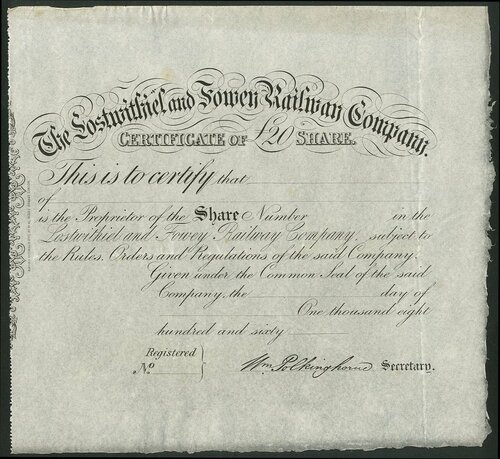 The Lostwithiel and Fowey Railway Company.
CERTIFICATE OF £20 SHARE.
This is to certify that
of
is the Proprietor of the Share Number in the
Lostwithiel and Fowey Railway Company, subject to
the Rules, Orders and Regulations of the said Company.
Given under the Common Seal of the said
Company, the day of
One thousand eight
hundred and sixty
Registered
No.
Wm. Polkinghorne Secretary.